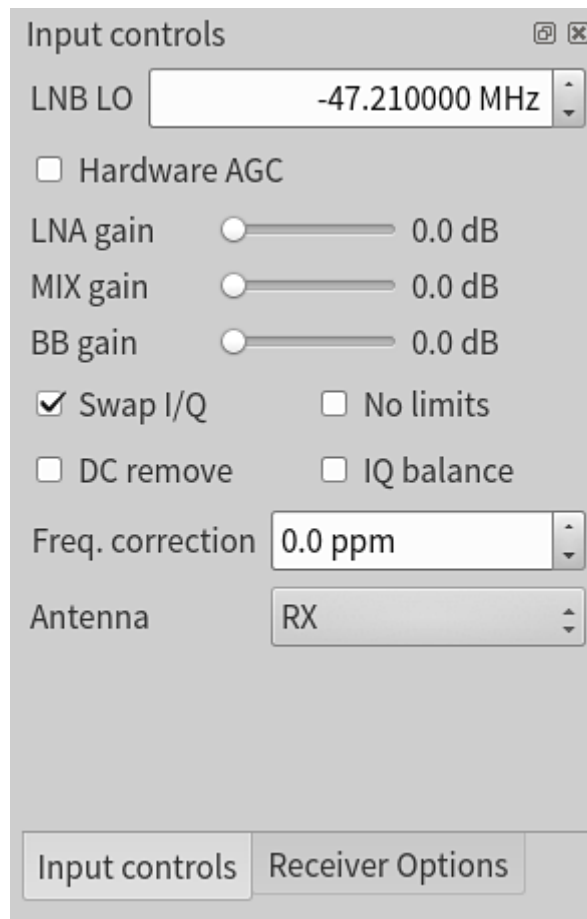 Input controls
LNB LO -47.210000 MHz
Hardware AGC
LNA gain 0.0 dB
MIX gain 0.0 dB
BB gain 0.0 dB
Swap I/Q No limits
DC remove IQ balance
Freq. correction 0.0 ppm
Antenna RX
Input controls Receiver Options